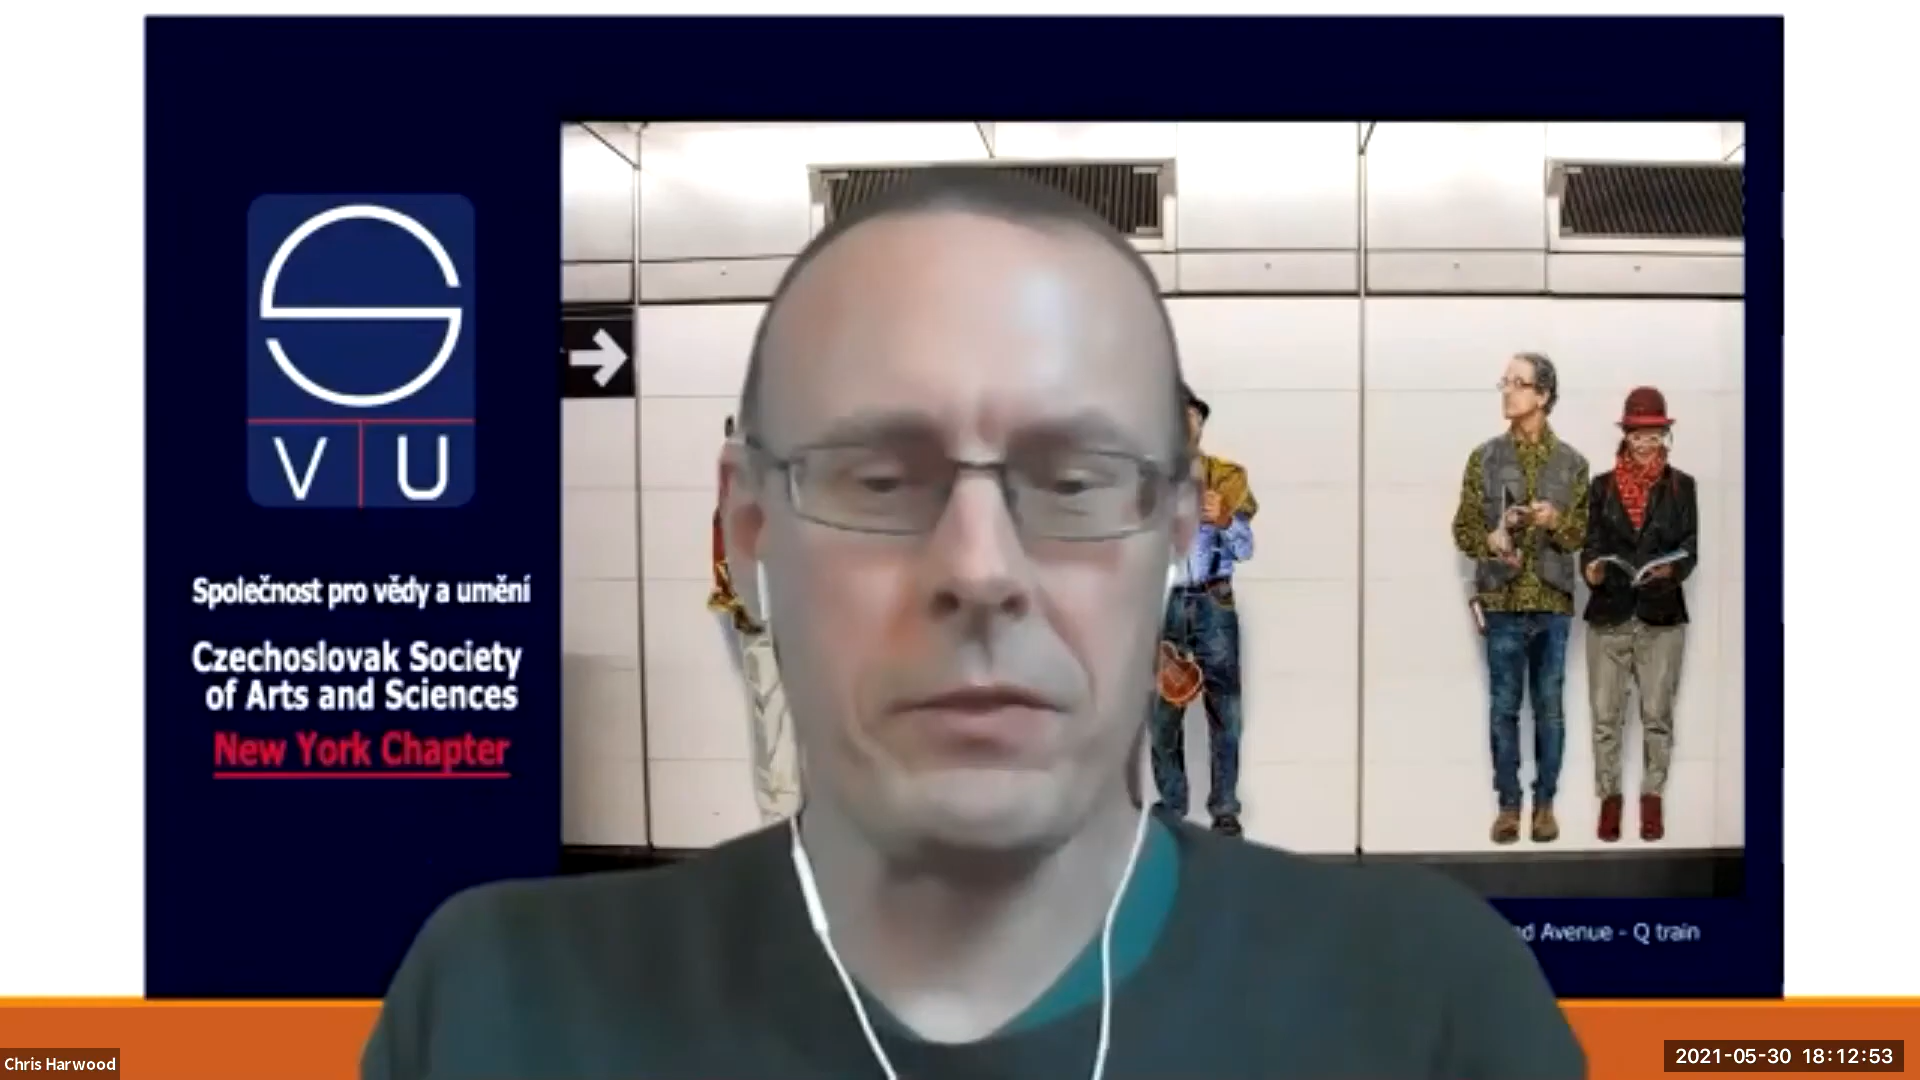 S
V U
Společnost pro vědy a umění
Czechoslovak Society
of Arts and Sciences
New York Chapter
Avenue - Q train
Chris Harwood
2021-05-30 18:12:53